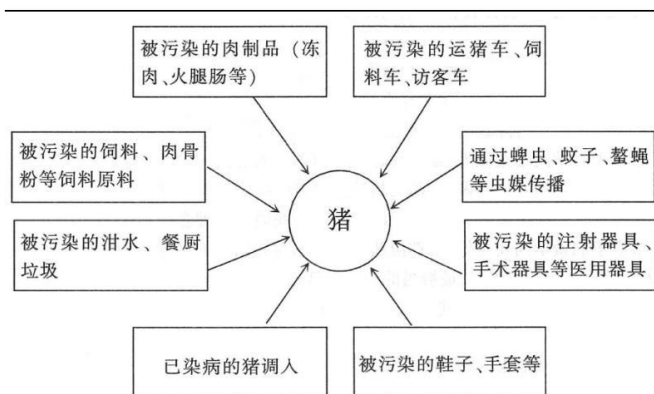 被污染的肉制品（冻
肉、火腿肠等）
被污染的运猪车、饲
料车、访客车
被污染的饲料、肉骨
粉等饲料原料
通过蜱虫、蚊子、螫蝇
等虫媒传播
猪
被污染的泔水、餐厨
垃圾
被污染的注射器具、
手术器具等医用器具
已染病的猪调入
被污染的鞋子、手套等